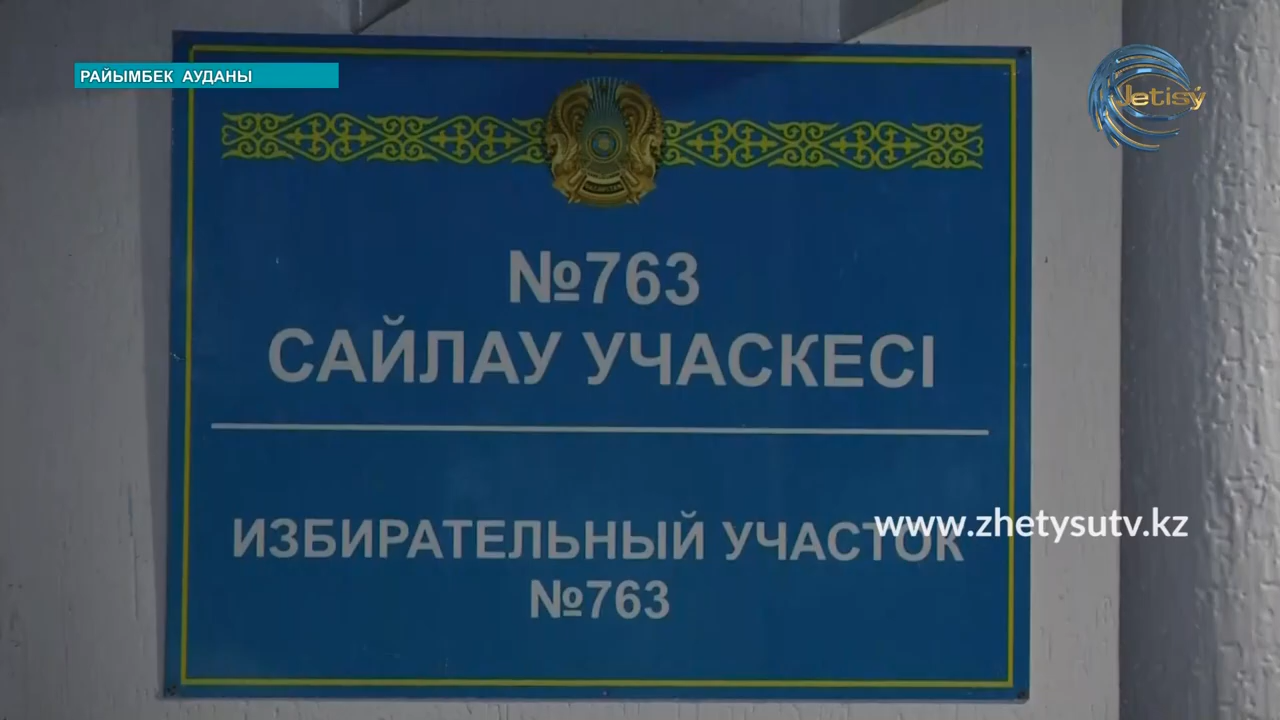 РАЙЫМБЕК АУДАНЫ
Jetisý
№763
САЙЛАУ УЧАСКЕСІ
ИЗБИРАТЕЛЬНЫЙ УЧАСТОК
www.zhetysutv.kz
№763